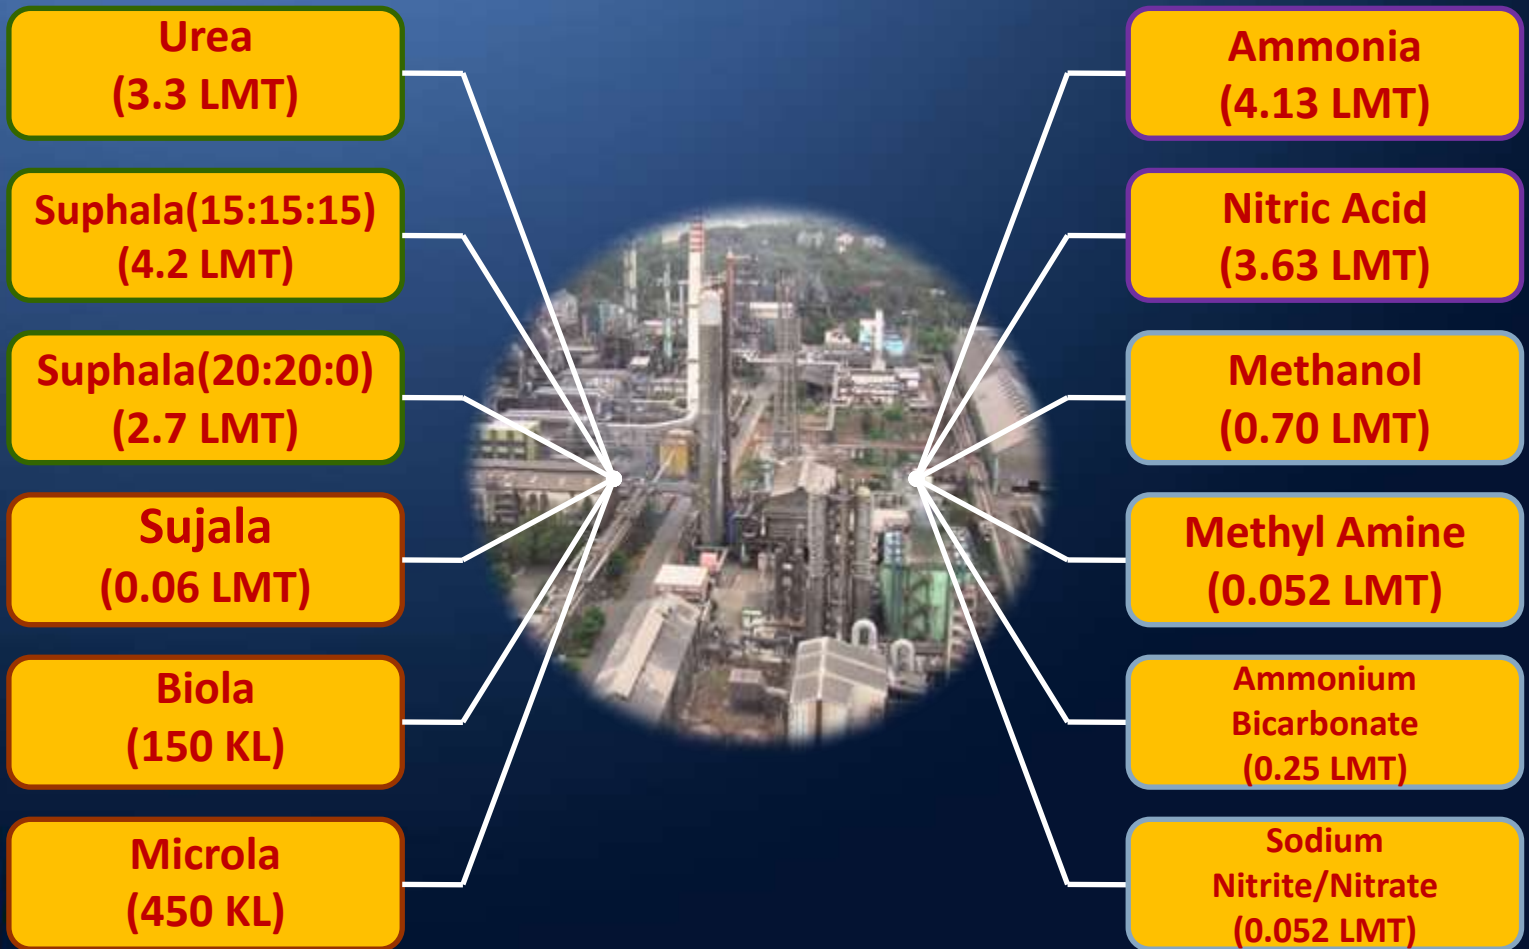 Urea
(3.3 LMT)
Suphala(15:15:15)
(4.2 LMT)
Suphala(20:20:0)
(2.7 LMT)
Sujala
(0.06 LMT)
Biola
(150 KL)
Microla
(450 KL)
Ammonia
(4.13 LMT)
Nitric Acid
(3.63 LMT)
Methanol
(0.70 LMT)
Methyl Amine
(0.052 LMT)
Ammonium
Bicarbonate
(0.25 LMT)
Sodium
Nitrite/Nitrate
(0.052 LMT)